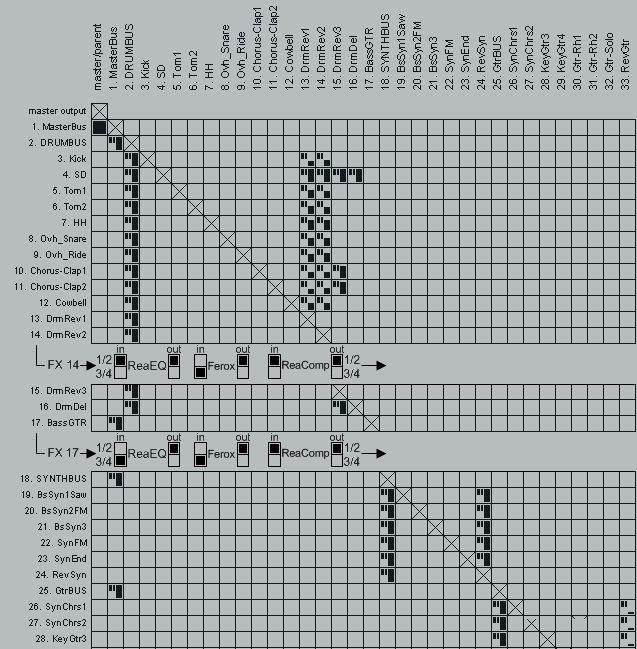 master/parent
1. MasterBus
2. DRUMBUS
3. Kick
4. SD
5. Tom1
6. Tom2
7. HH
8. Ovh_Snare
9. Ovh_Ride
10. Chorus-Clap1
11. Chorus-Clap2
12. Cowbell
13. DrmRev1
14. DrmRev2
15. DrmRev3
16. DrmDel
17. BassGTR
18. SYNTHBUS
19. BsSyn1Saw
20. BsSyn2FM
21. BsSyn3
22. SynFM
23. SynEnd
24. RevSyn
25. GtrBUS
26. SynChrs1
27. SynChrs2
28. KeyGtr3
29. KeyGtr4
30. Gtr-Rh1
31. Gtr-Rh2
32. Gtr-Solo
33. RevGtr
master output
1. MasterBus
2. DRUMBUS
3. Kick
4. SD
5. Tom1
6. Tom2
7. HH
8. Ovh_Snare
9. Ovh_Ride
10. Chorus-Clap1
11. Chorus-Clap2
12. Cowbell
13. DrmRev1
14. DrmRev2
in out in out in out
FX 14 1/2 ReaEQ Ferox ReaComp 1/2
3/4 3/4
15. DrmRev3
16. DrmDel
17. BassGTR
in out in out in out
FX 17 1/2 ReaEQ Ferox ReaComp 1/2
3/4 3/4
18. SYNTHBUS
19. BsSyn1Saw
20. BsSyn2FM
21. BsSyn3
22. SynFM
23. SynEnd
24. RevSyn
25. GtrBUS
26. SynChrs1
27. SynChrs2
28. KeyGtr3